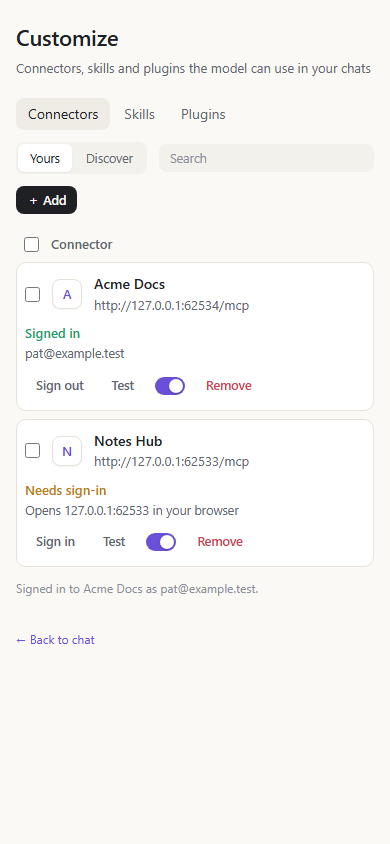 Customize
Connectors, skills and plugins the model can use in your chats
Connectors Skills Plugins
Yours Discover Search
+ Add
Connector
A Acme Docs
http://127.0.0.1:62534/mcp
Signed in
pat@example.test
Sign out Test Remove
N Notes Hub
http://127.0.0.1:62533/mcp
Needs sign-in
Opens 127.0.0.1:62533 in your browser
Sign in Test Remove
Signed in to Acme Docs as pat@example.test.
← Back to chat